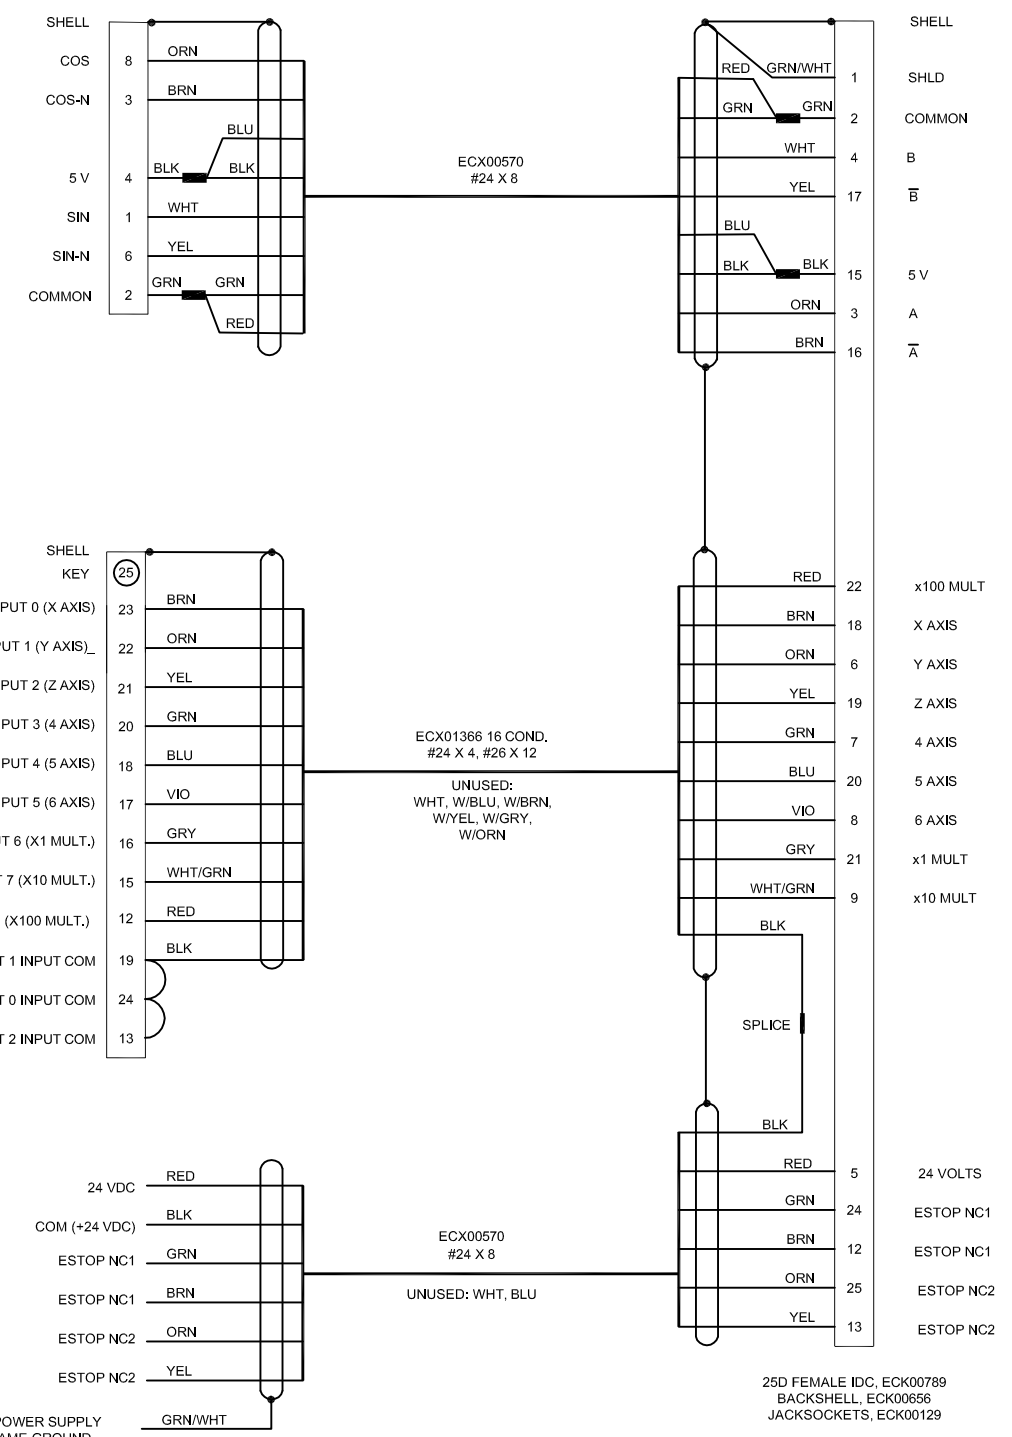 SHELL
COS 8 ORN
COS-N 3 BRN
BLU
5 V 4 BLK BLK
SIN 1 WHT
SIN-N 6 YEL
COMMON 2 GRN GRN
RED
ECX00570
#24 X 8
SHELL
RED GRN/WHT 1 SHLD
GRN GRN 2 COMMON
WHT 4 B
YEL 17 B̅
BLU
BLK BLK 15 5 V
ORN 3 A
BRN 16 A̅
SHELL
KEY 25
PUT 0 (X AXIS) 23 BRN
UT 1 (Y AXIS)_ 22 ORN
PUT 2 (Z AXIS) 21 YEL
PUT 3 (4 AXIS) 20 GRN
PUT 4 (5 AXIS) 18 BLU
PUT 5 (6 AXIS) 17 VIO
UT 6 (X1 MULT.) 16 GRY
T 7 (X10 MULT.) 15 WHT/GRN
(X100 MULT.) 12 RED
T 1 INPUT COM 19 BLK
T 0 INPUT COM 24
T 2 INPUT COM 13
ECX01366 16 COND.
#24 X 4, #26 X 12
UNUSED:
WHT, W/BLU, W/BRN,
W/YEL, W/GRY,
W/ORN
RED 22 x100 MULT
BRN 18 X AXIS
ORN 6 Y AXIS
YEL 19 Z AXIS
GRN 7 4 AXIS
BLU 20 5 AXIS
VIO 8 6 AXIS
GRY 21 x1 MULT
WHT/GRN 9 x10 MULT
BLK
SPLICE
BLK
RED 5 24 VOLTS
GRN 24 ESTOP NC1
BRN 12 ESTOP NC1
ORN 25 ESTOP NC2
YEL 13 ESTOP NC2
24 VDC RED
COM (+24 VDC) BLK
ESTOP NC1 GRN
ESTOP NC1 BRN
ESTOP NC2 ORN
ESTOP NC2 YEL
POWER SUPPLY GRN/WHT
AME GROUND
ECX00570
#24 X 8
UNUSED: WHT, BLU
25D FEMALE IDC, ECK00789
BACKSHELL, ECK00656
JACKSOCKETS, ECK00129